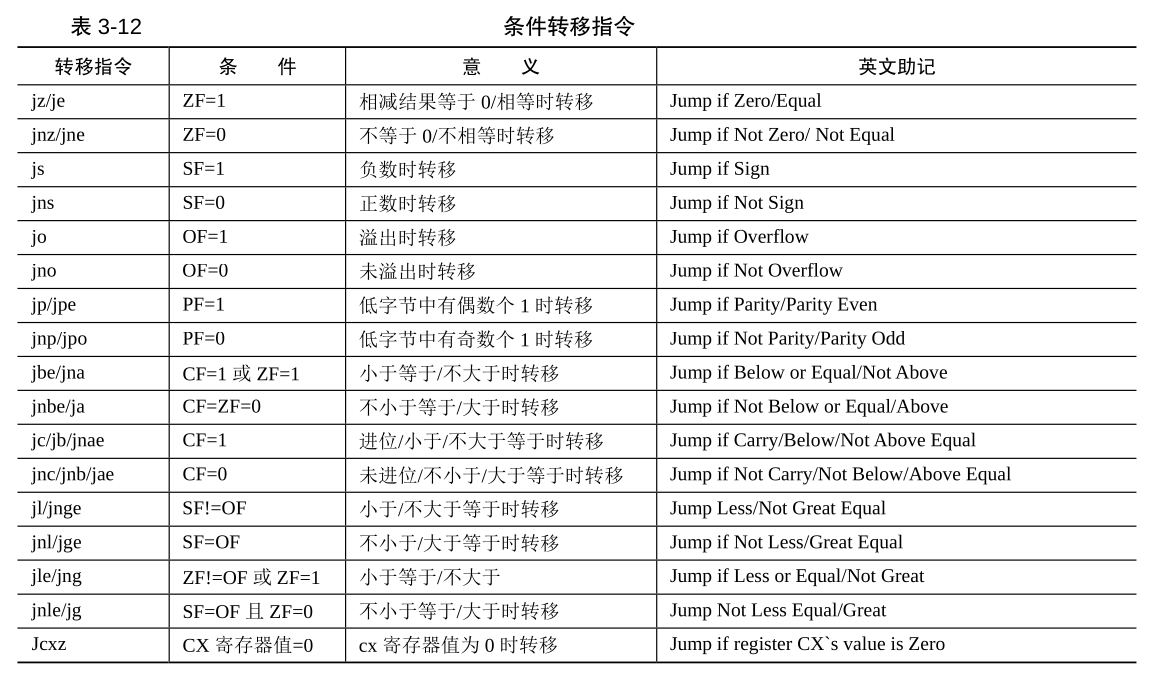 表 3-12 条件转移指令
转移指令 条 件 意 义 英文助记
jz/je ZF=1 相减结果等于 0/相等时转移 Jump if Zero/Equal
jnz/jne ZF=0 不等于 0/不相等时转移 Jump if Not Zero/ Not Equal
js SF=1 负数时转移 Jump if Sign
jns SF=0 正数时转移 Jump if Not Sign
jo OF=1 溢出时转移 Jump if Overflow
jno OF=0 未溢出时转移 Jump if Not Overflow
jp/jpe PF=1 低字节中有偶数个 1 时转移 Jump if Parity/Parity Even
jnp/jpo PF=0 低字节中有奇数个 1 时转移 Jump if Not Parity/Parity Odd
jbe/jna CF=1 或 ZF=1 小于等于/不大于时转移 Jump if Below or Equal/Not Above
jnbe/ja CF=ZF=0 不小于等于/大于时转移 Jump if Not Below or Equal/Above
jc/jb/jnae CF=1 进位/小于/不大于等于时转移 Jump if Carry/Below/Not Above Equal
jnc/jnb/jae CF=0 未进位/不小于/大于等于时转移 Jump if Not Carry/Not Below/Above Equal
jl/jnge SF!=OF 小于/不大于等于时转移 Jump Less/Not Great Equal
jnl/jge SF=OF 不小于/大于等于时转移 Jump if Not Less/Great Equal
jle/jng ZF!=OF 或 ZF=1 小于等于/不大于 Jump if Less or Equal/Not Great
jnle/jg SF=OF 且 ZF=0 不小于等于/大于时转移 Jump Not Less Equal/Great
Jcxz CX 寄存器值=0 cx 寄存器值为 0 时转移 Jump if register CX`s value is Zero